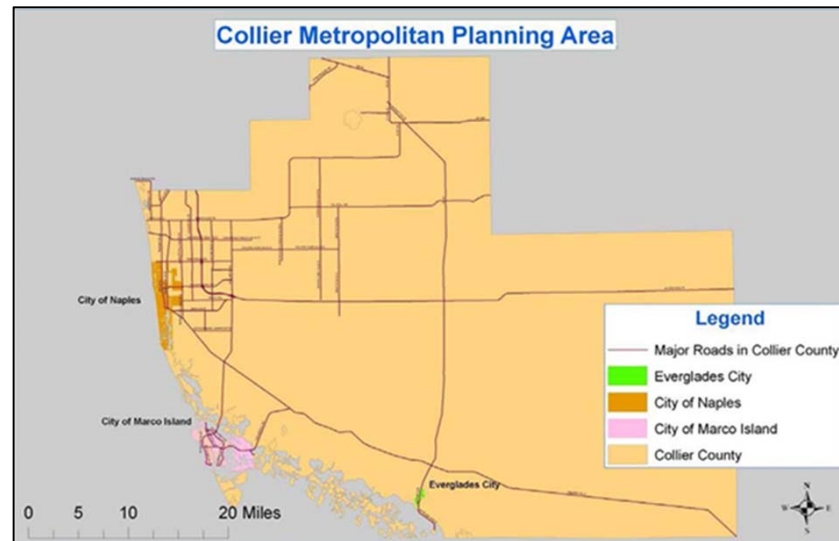 Collier Metropolitan Planning Area
City of Naples
Legend
Major Roads in Collier County
Everglades City
City of Naples
City of Marco Island
Collier County
City of Marco Island
Everglades City
0 5 10 20 Miles
N
W E
S